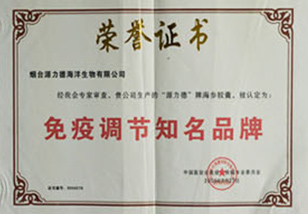 荣誉证书
烟台源力德海洋生物有限公司
经我会专家审查，贵公司生产的“源力德”牌海参胶囊，被认定为：
免疫调节知名品牌